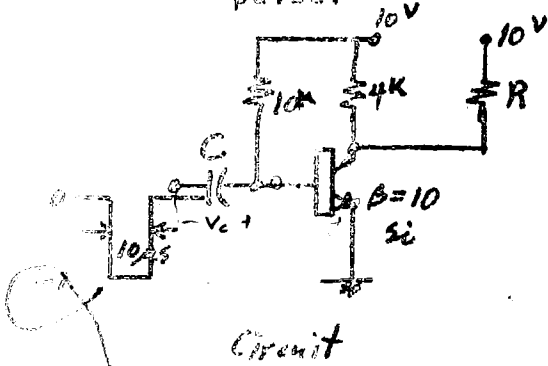 10V
10V
10K
4K
R
C
- Vc +
β=10
Si
10μs
Circuit